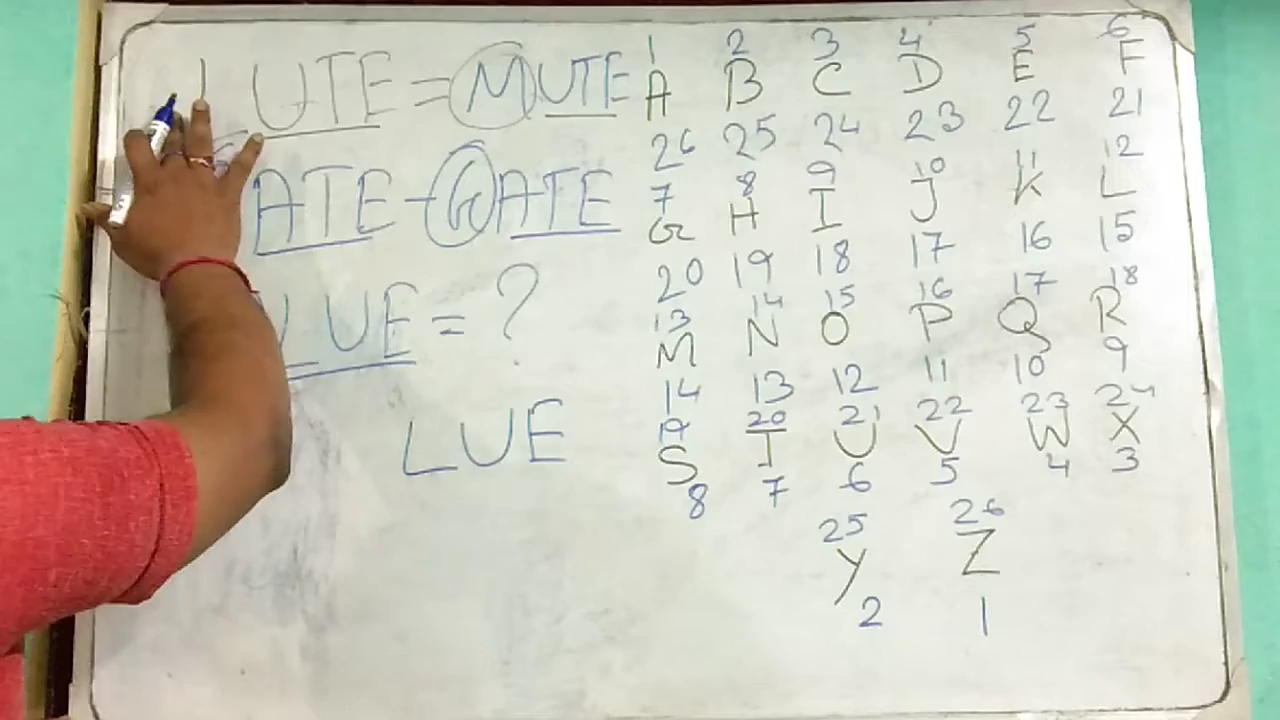 UTE = MUTE
ATE - GATE
LUE = ?
LUE
1 2 3 4 5 6
A B C D E F
26 25 24 23 22 21
7 8 9 10 11 12
G H I J K L
20 19 18 17 16 15
13 14 15 16 17 18
M N O P Q R
14 13 12 11 10 9
19 20 21 22 23 24
S T U V W X
8 7 6 5 4 3
25 26
Y Z
2 1